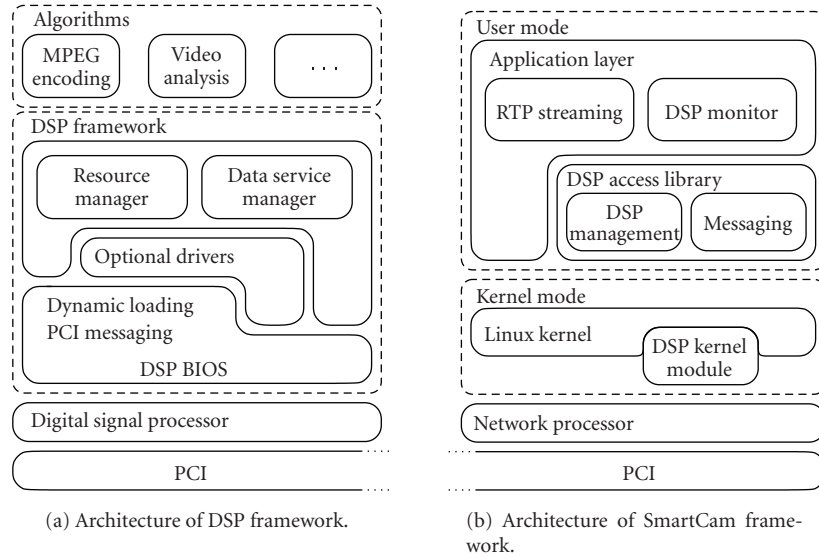 Algorithms
MPEG
encoding
Video
analysis
. . .
DSP framework
Resource
manager
Data service
manager
Optional drivers
Dynamic loading
PCI messaging
DSP BIOS
Digital signal processor
PCI
(a) Architecture of DSP framework.
User mode
Application layer
RTP streaming
DSP monitor
DSP access library
DSP
management
Messaging
Kernel mode
Linux kernel
DSP kernel
module
Network processor
PCI
(b) Architecture of SmartCam frame-
work.